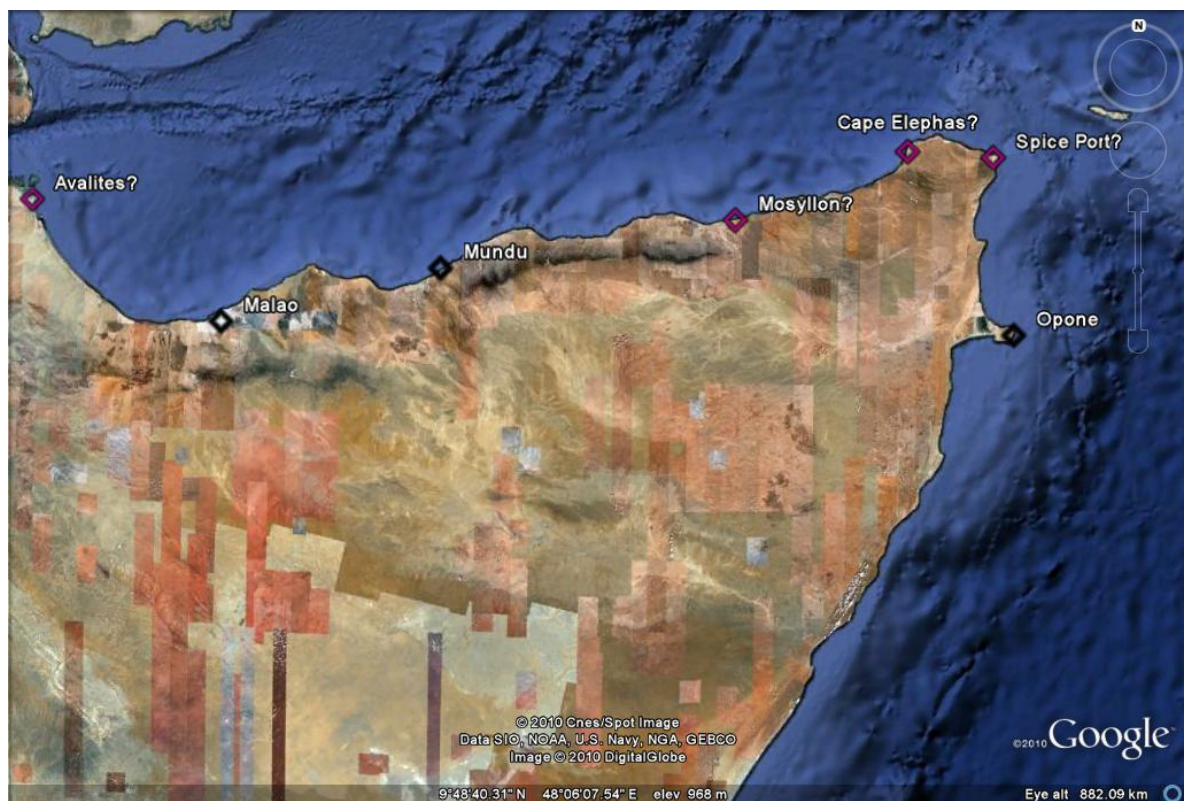 N
Cape Elephas?
Spice Port?
Avalites?
Mosyllon?
Mundu
Malao
Opone
© 2010 Cnes/Spot Image
Data SIO, NOAA, U.S. Navy, NGA, GEBCO
Image © 2010 DigitalGlobe
©2010 Google
9°48'40.31" N 48°06'07.54" E elev 968 m
Eye alt 882.09 km